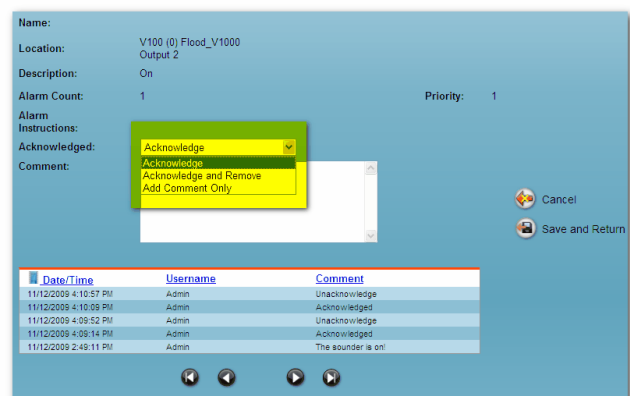 Name:
Location: V100 (0) Flood_V1000
Output 2
Description: On
Alarm Count: 1 Priority: 1
Alarm
Instructions:
Acknowledged: Acknowledge
Acknowledge
Acknowledge and Remove
Add Comment Only
Comment:
Cancel
Save and Return
Date/Time Username Comment
11/12/2009 4:10:57 PM Admin Unacknowledge
11/12/2009 4:10:09 PM Admin Acknowledged
11/12/2009 4:09:52 PM Admin Unacknowledge
11/12/2009 4:09:14 PM Admin Acknowledged
11/12/2009 2:49:11 PM Admin The sounder is on!